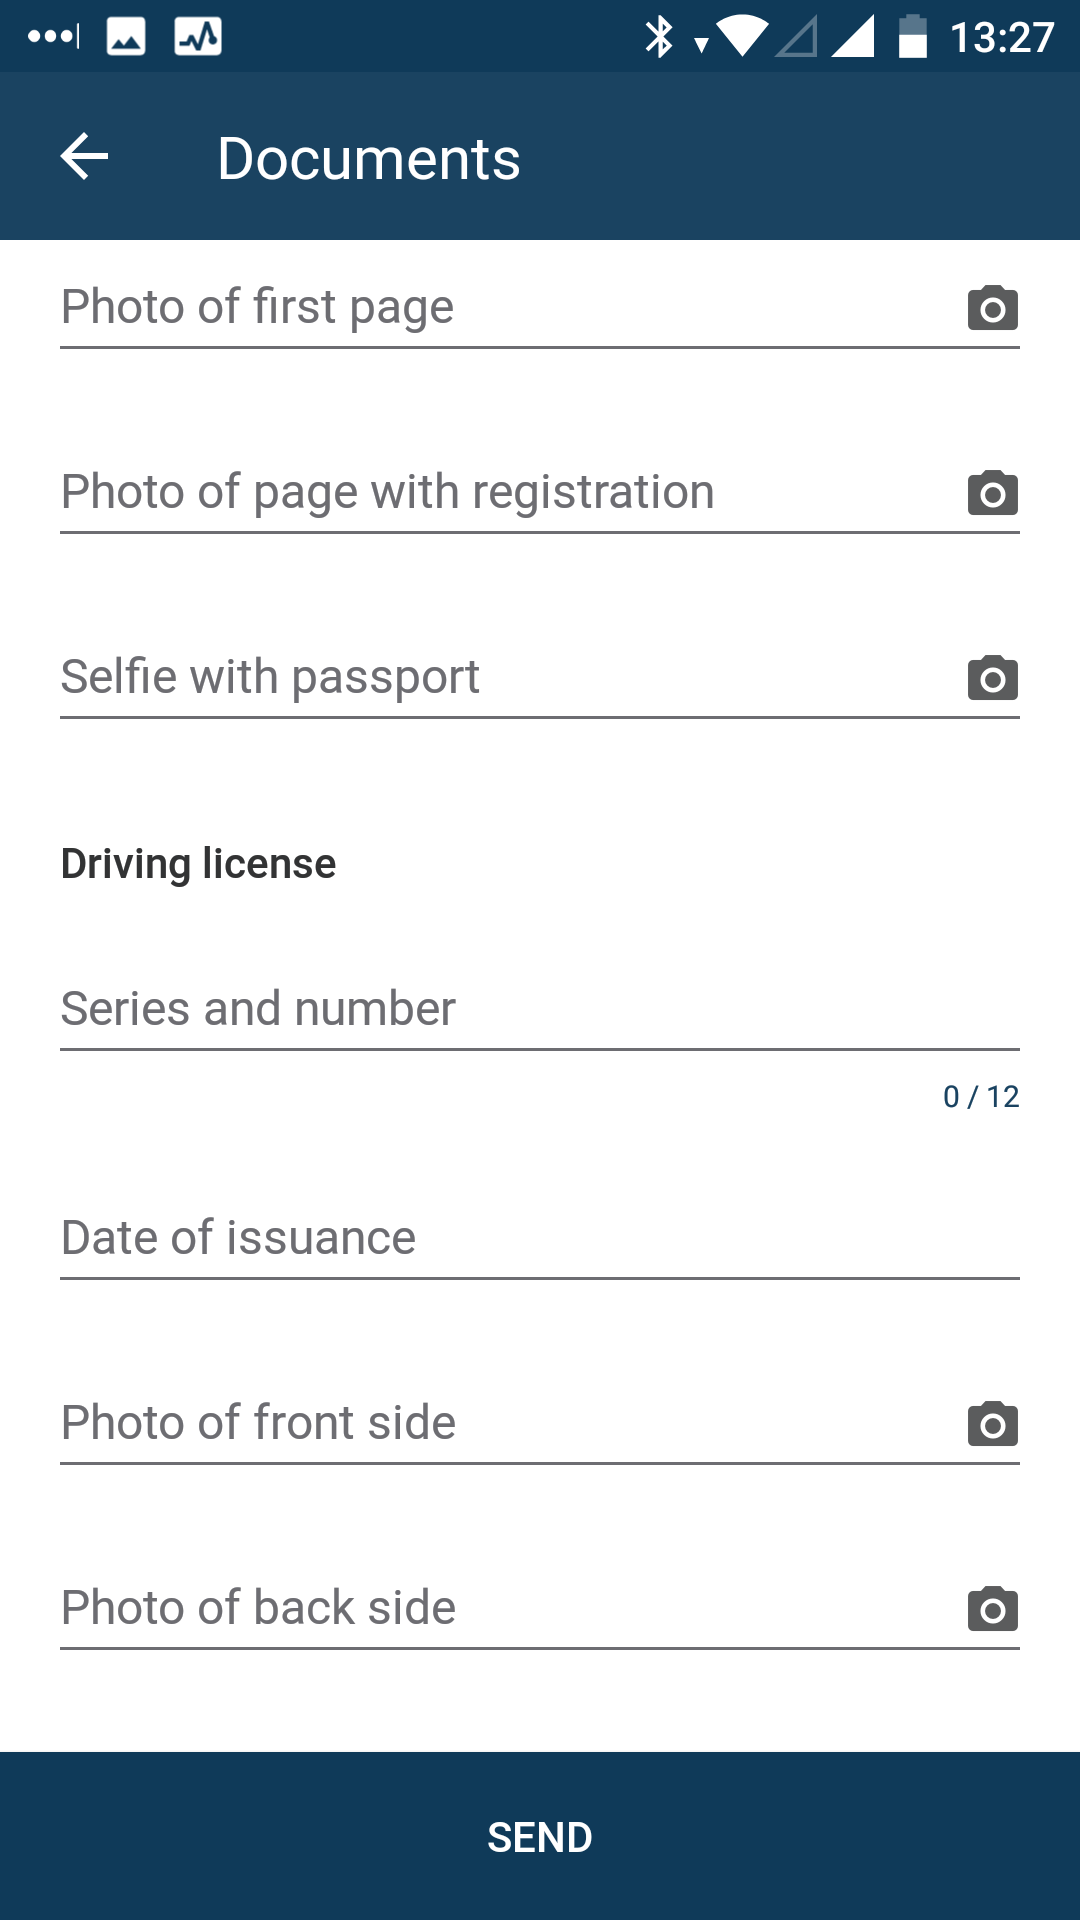 13:27
Documents
Photo of first page
Photo of page with registration
Selfie with passport
Driving license
Series and number
0 / 12
Date of issuance
Photo of front side
Photo of back side
SEND